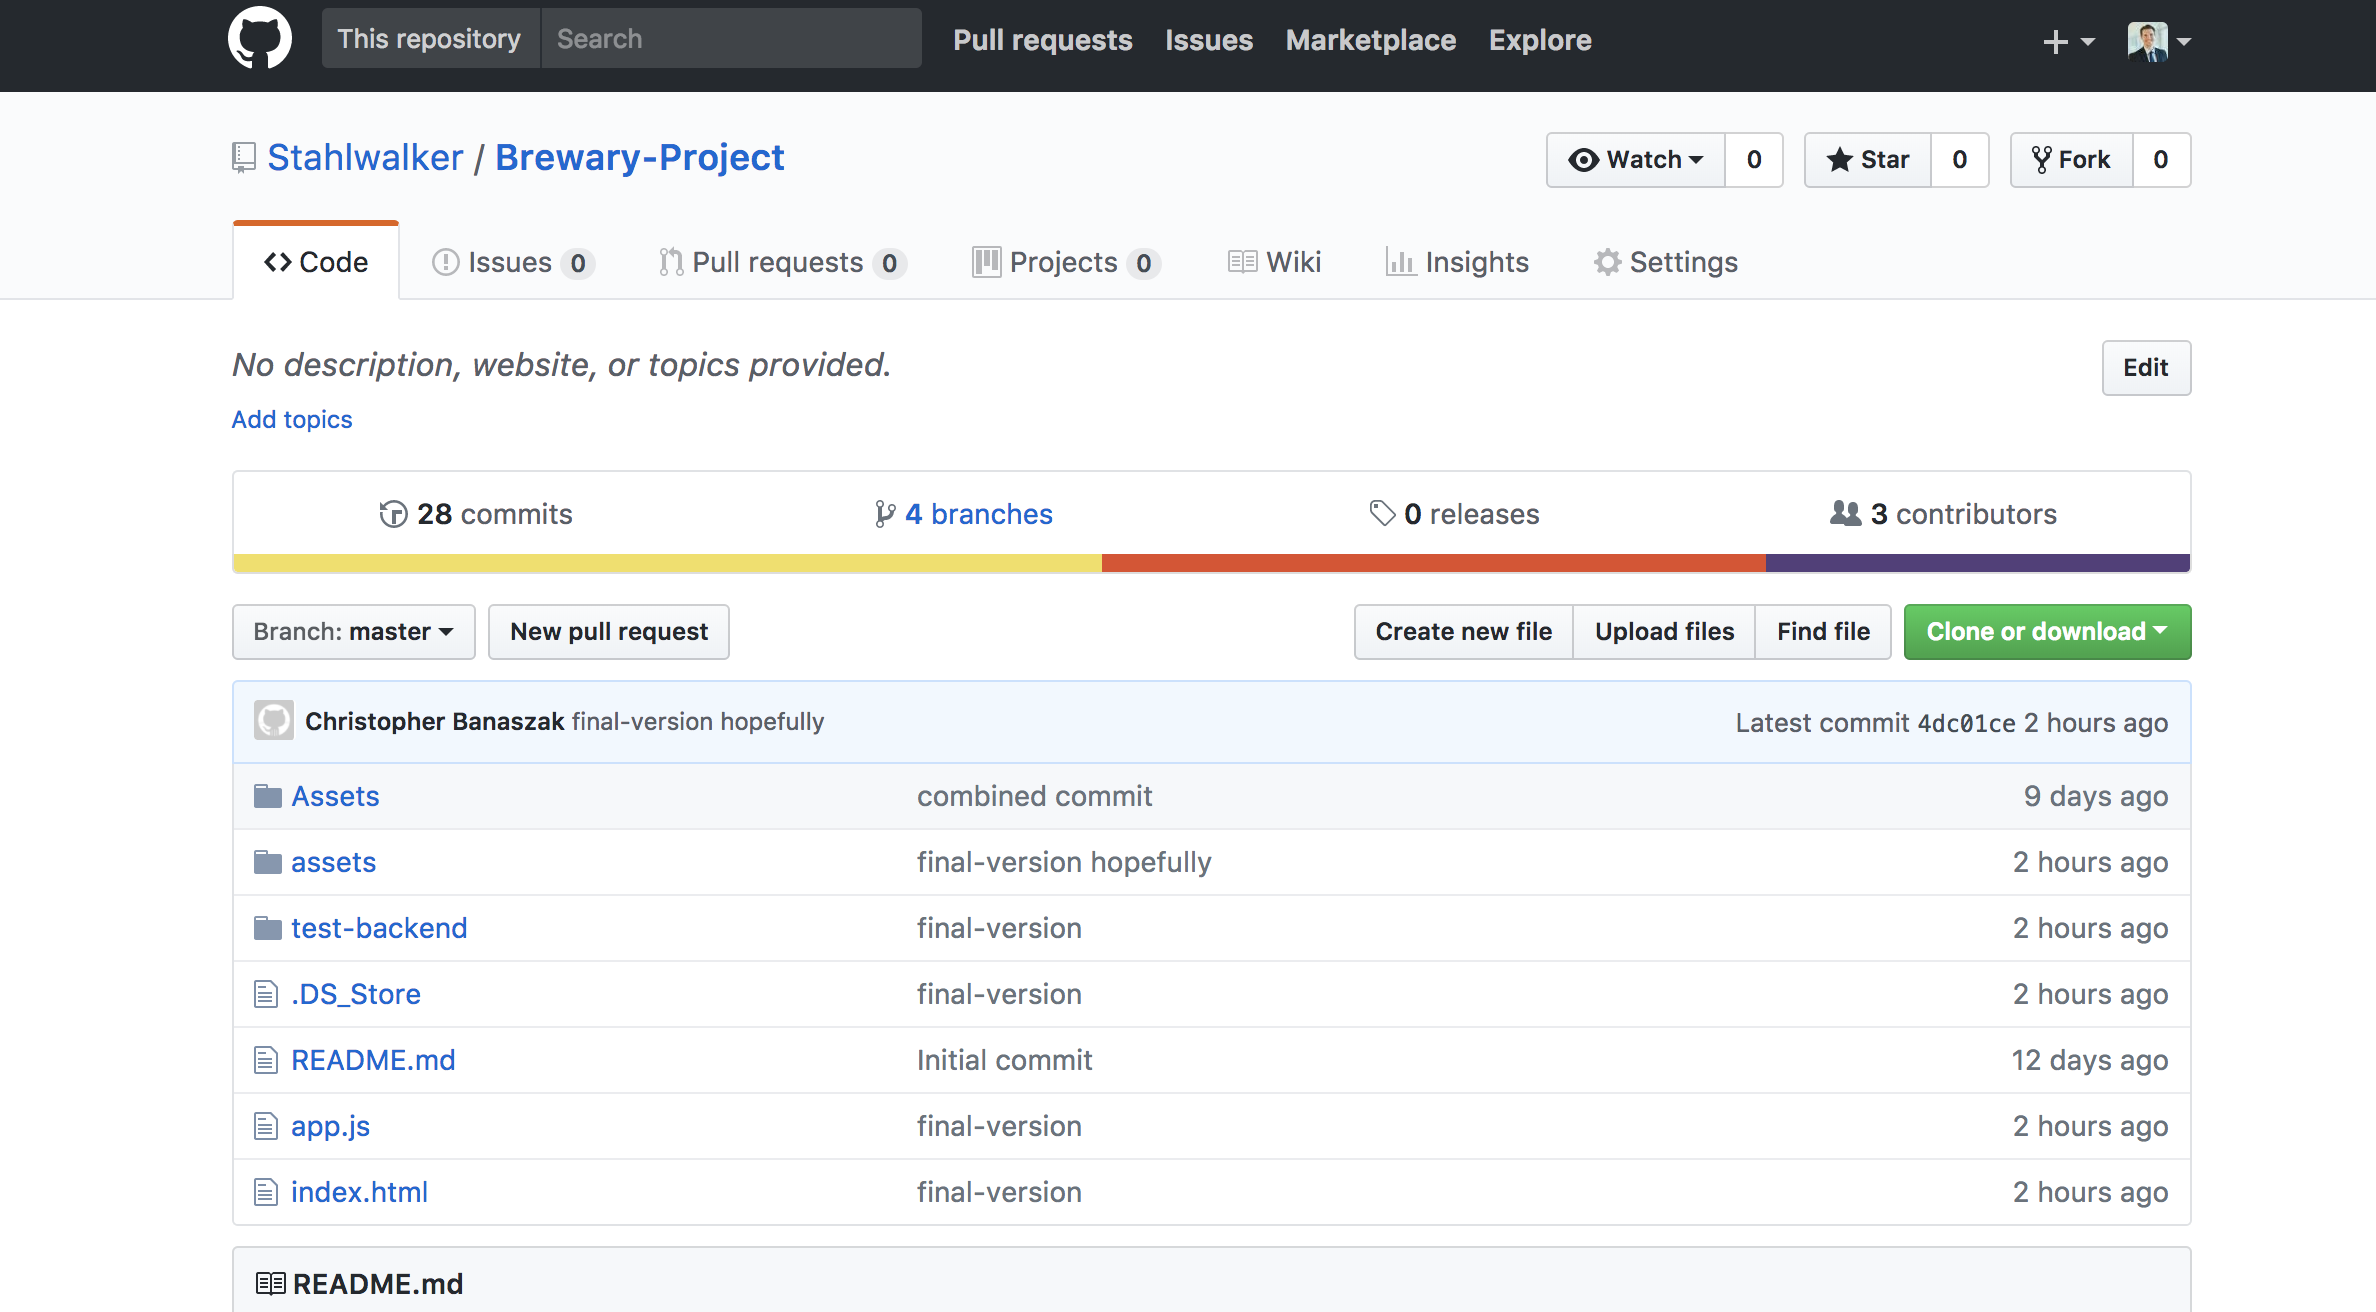 This repository Search Pull requests Issues Marketplace Explore
Stahlwalker / Brewary-Project Watch 0 Star 0 Fork 0
Code Issues 0 Pull requests 0 Projects 0 Wiki Insights Settings
No description, website, or topics provided. Edit
Add topics
28 commits 4 branches 0 releases 3 contributors
Branch: master New pull request Create new file Upload files Find file Clone or download
Christopher Banaszak final-version hopefully Latest commit 4dc01ce 2 hours ago
Assets combined commit 9 days ago
assets final-version hopefully 2 hours ago
test-backend final-version 2 hours ago
.DS_Store final-version 2 hours ago
README.md Initial commit 12 days ago
app.js final-version 2 hours ago
index.html final-version 2 hours ago
README.md